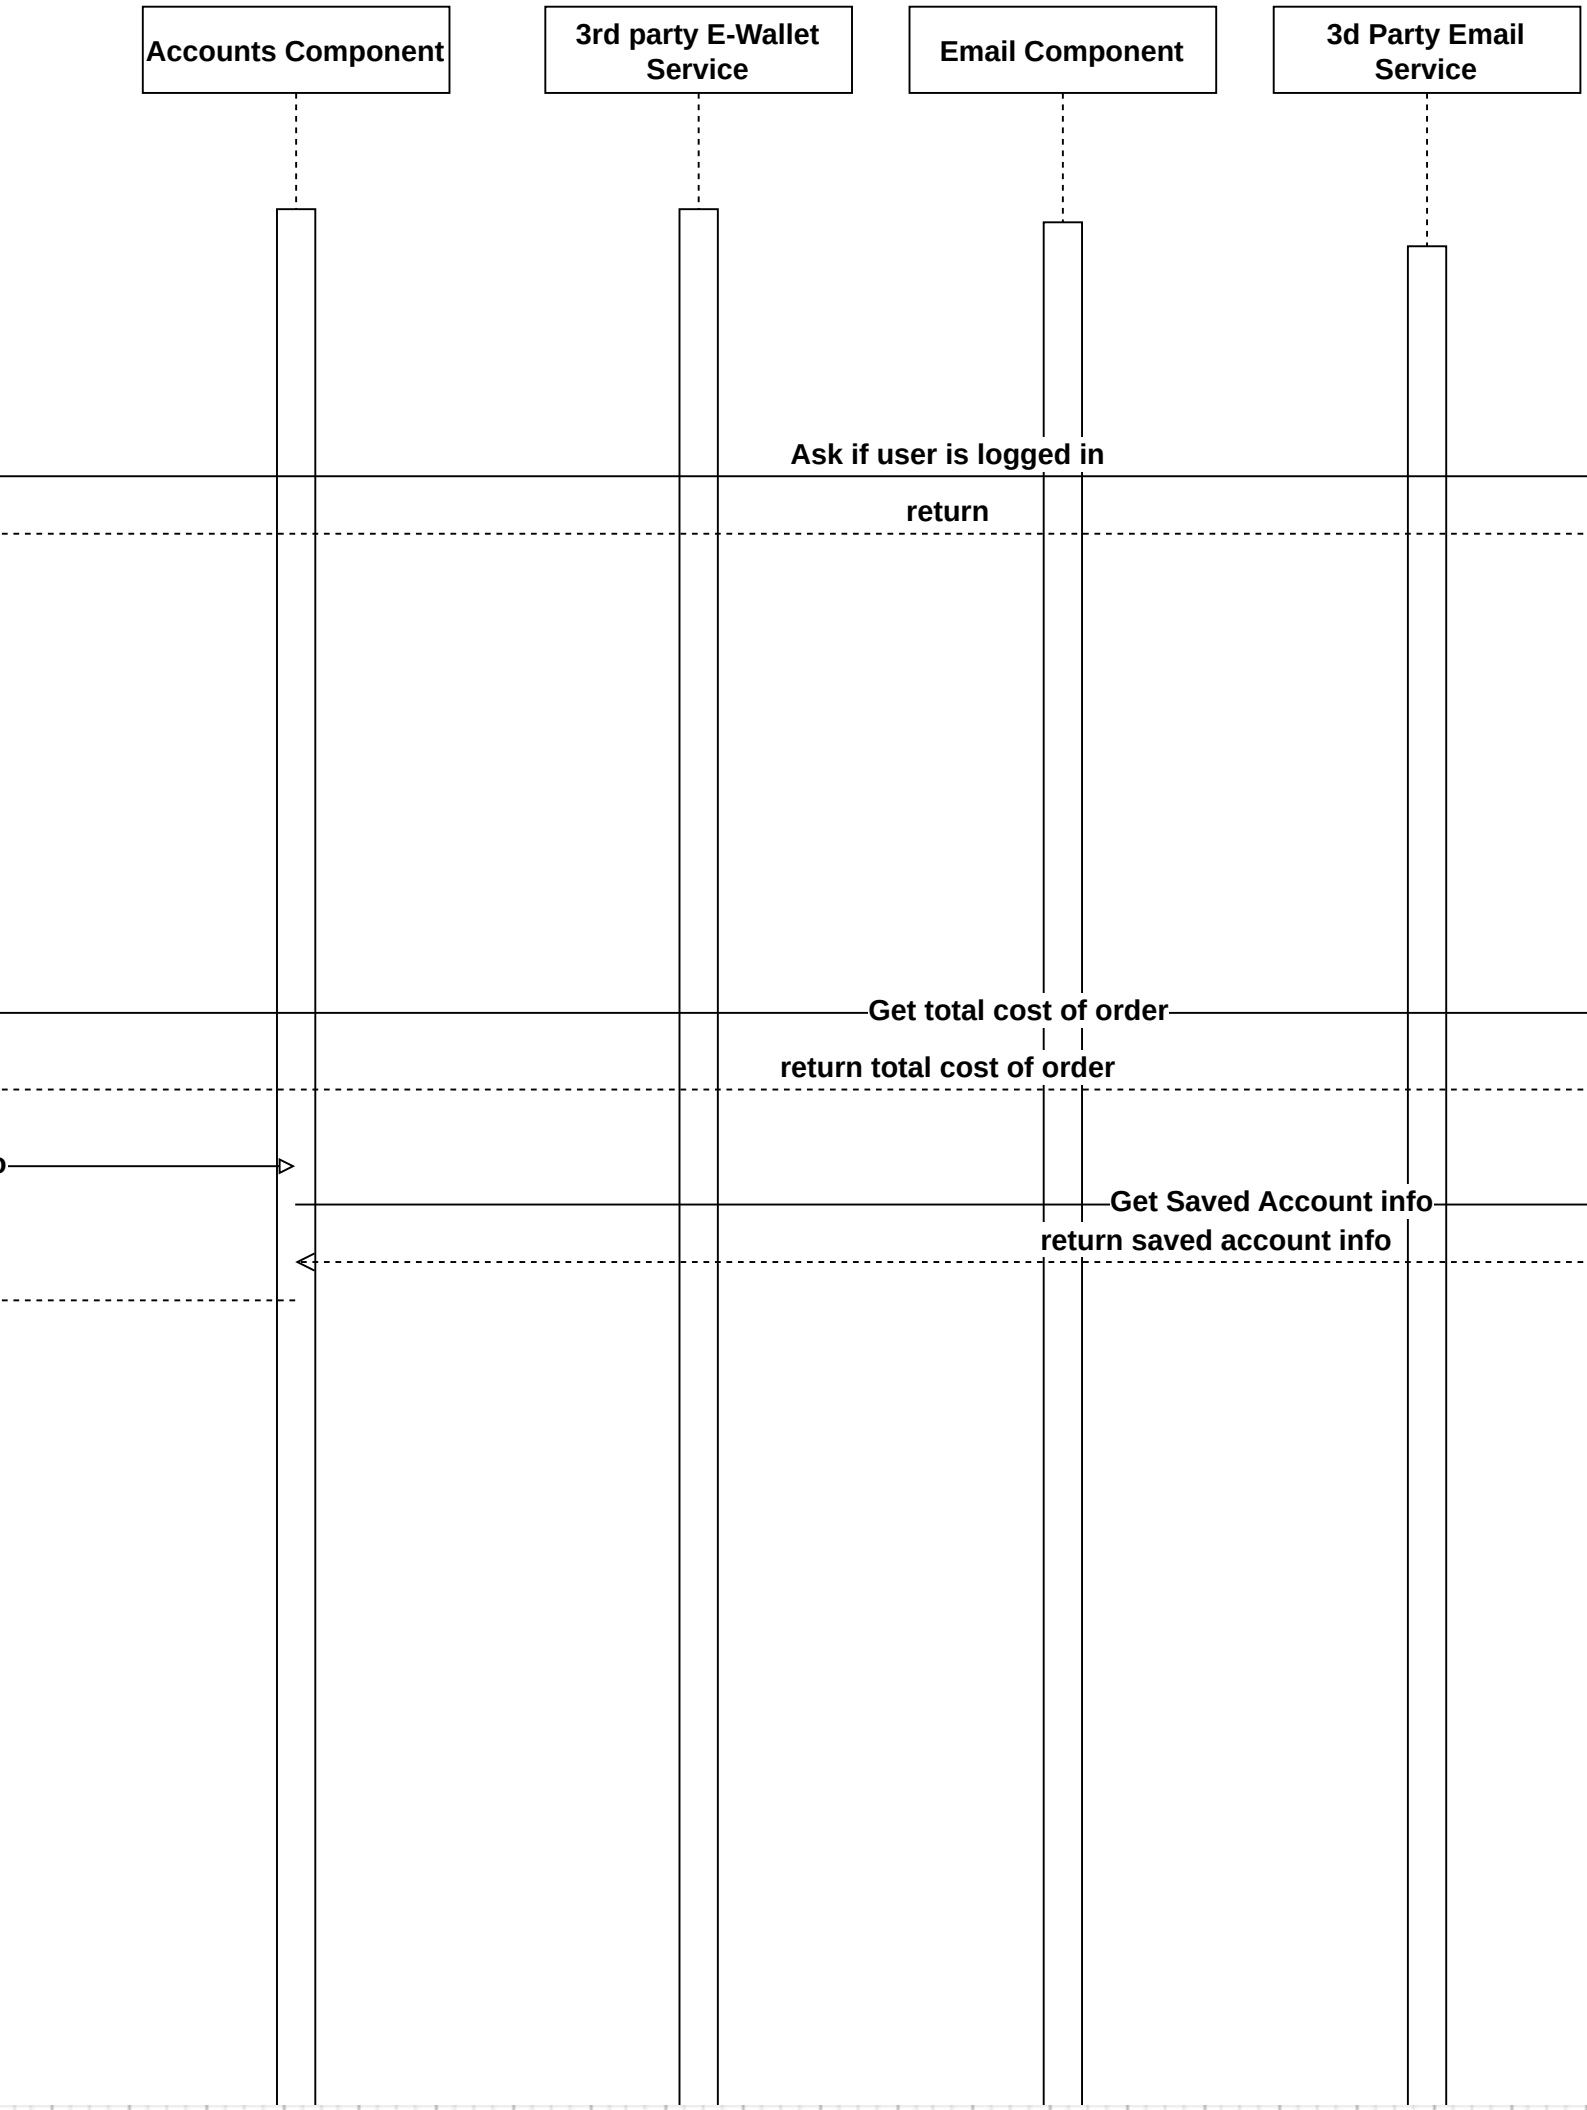 Accounts Component
3rd party E-Wallet
Service
Email Component
3d Party Email
Service
Ask if user is logged in
return
Get total cost of order
return total cost of order
Get Saved Account info
return saved account info